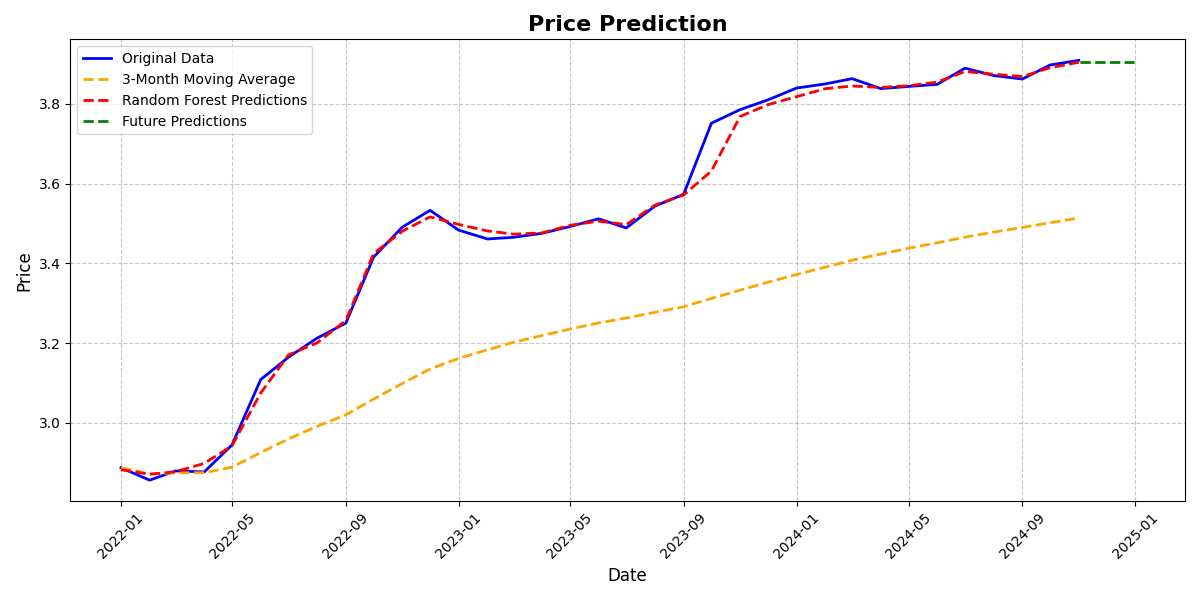 Price Prediction
Original Data
3-Month Moving Average
Random Forest Predictions
Future Predictions
Price
3.8
3.6
3.4
3.2
3.0
2022-01
2022-05
2022-09
2023-01
2023-05
2023-09
2024-01
2024-05
2024-09
2025-01
Date